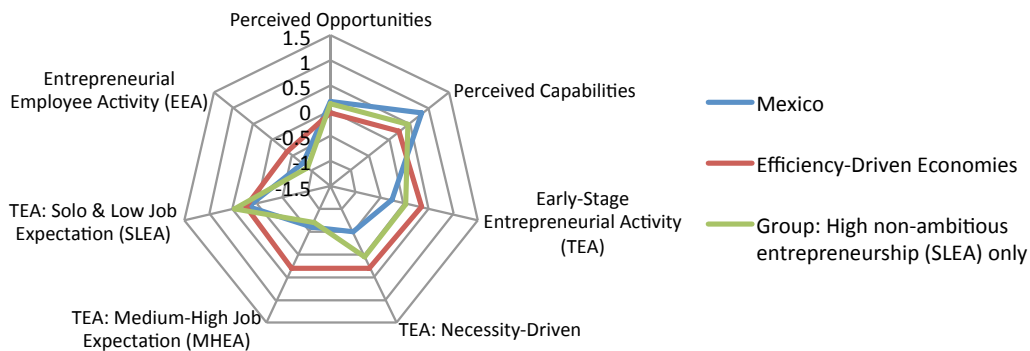 Perceived Opportunities
1.5
1
0.5
0
-0.5
-1
-1.5
Perceived Capabilities
Early-Stage
Entrepreneurial Activity
(TEA)
TEA: Necessity-Driven
TEA: Medium-High Job
Expectation (MHEA)
TEA: Solo & Low Job
Expectation (SLEA)
Entrepreneurial
Employee Activity (EEA)
Mexico
Efficiency-Driven Economies
Group: High non-ambitious
entrepreneurship (SLEA) only